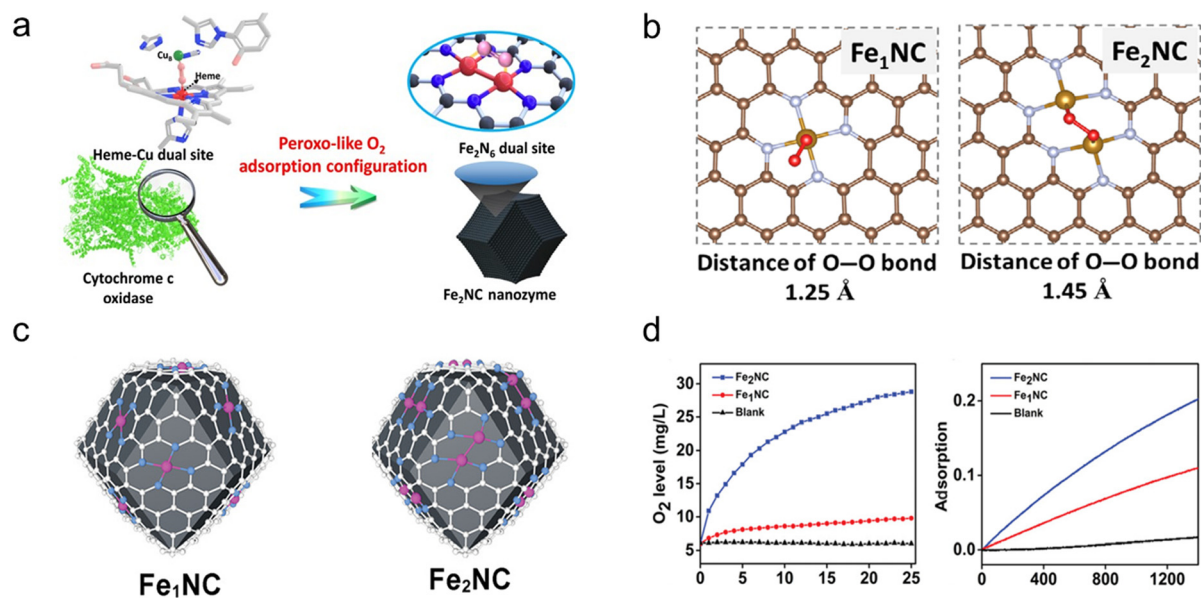 a
Cu_B
Heme
Heme-Cu dual site
Cytochrome c
oxidase
Peroxo-like O₂
adsorption configuration
Fe₂N₆ dual site
Fe₂NC nanozyme
b
Fe₁NC
Distance of O—O bond
1.25 Å
Fe₂NC
Distance of O—O bond
1.45 Å
c
Fe₁NC
Fe₂NC
d
O₂ level (mg/L)
30
25
20
15
10
5
0 5 10 15 20 25
Fe₂NC
Fe₁NC
Blank
Adsorption
0.2
0.1
0.0
0 400 800 1200
Fe₂NC
Fe₁NC
Blank